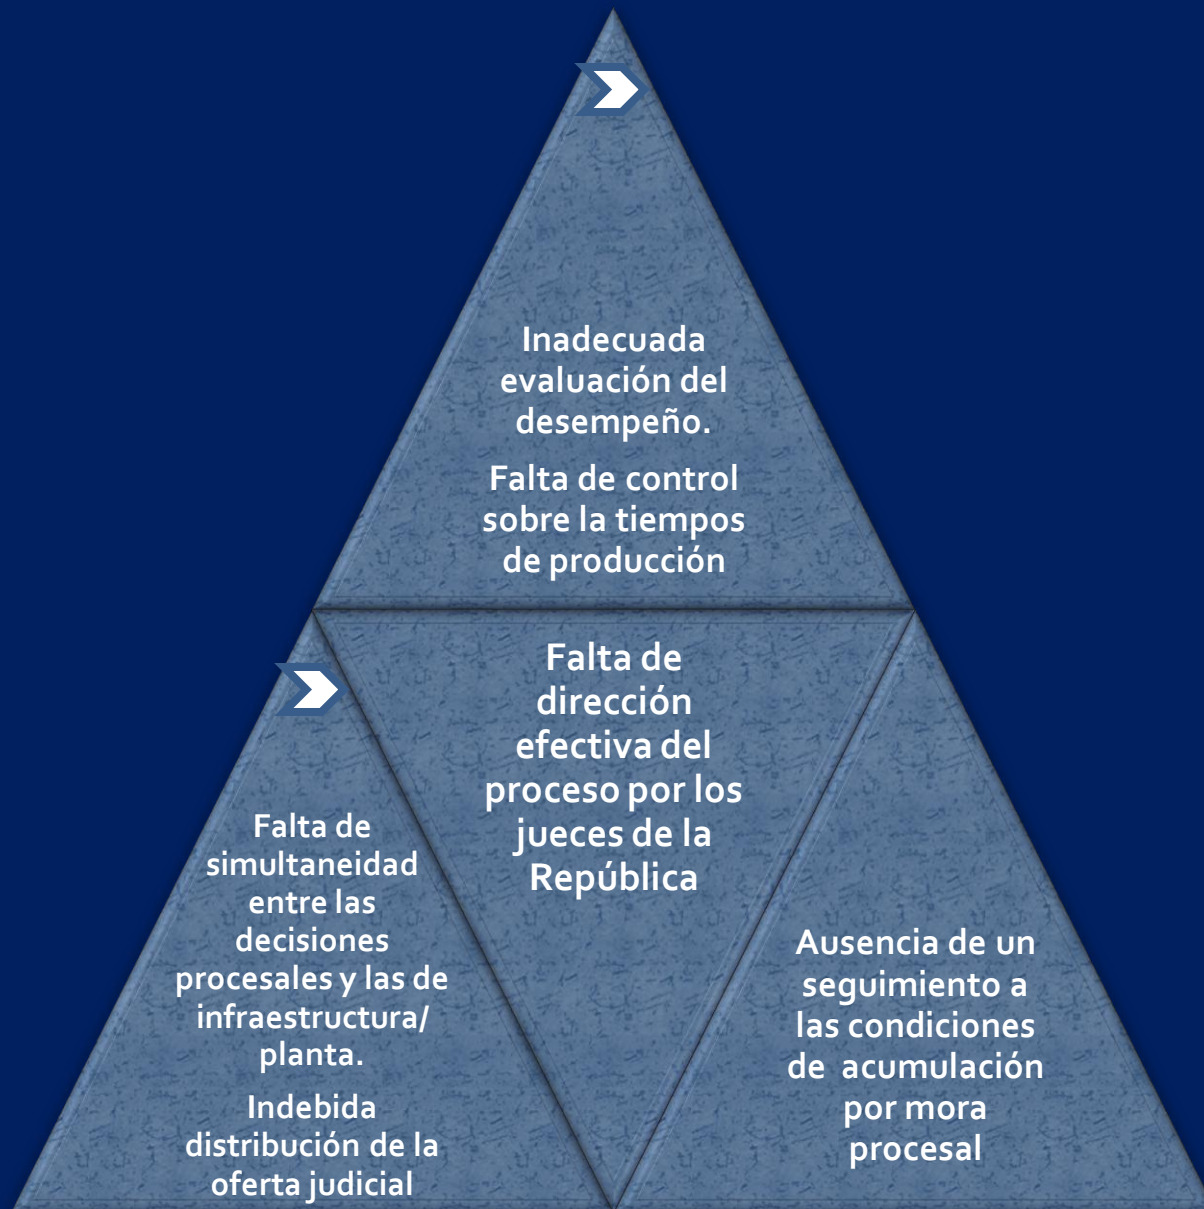 Inadecuada
evaluación del
desempeño.
Falta de control
sobre la tiempos
de producción
Falta de
dirección
efectiva del
proceso por los
jueces de la
República
Falta de
simultaneidad
entre las
decisiones
procesales y las de
infraestructura/
planta.
Indebida
distribución de la
oferta judicial
Ausencia de un
seguimiento a
las condiciones
de acumulación
por mora
procesal